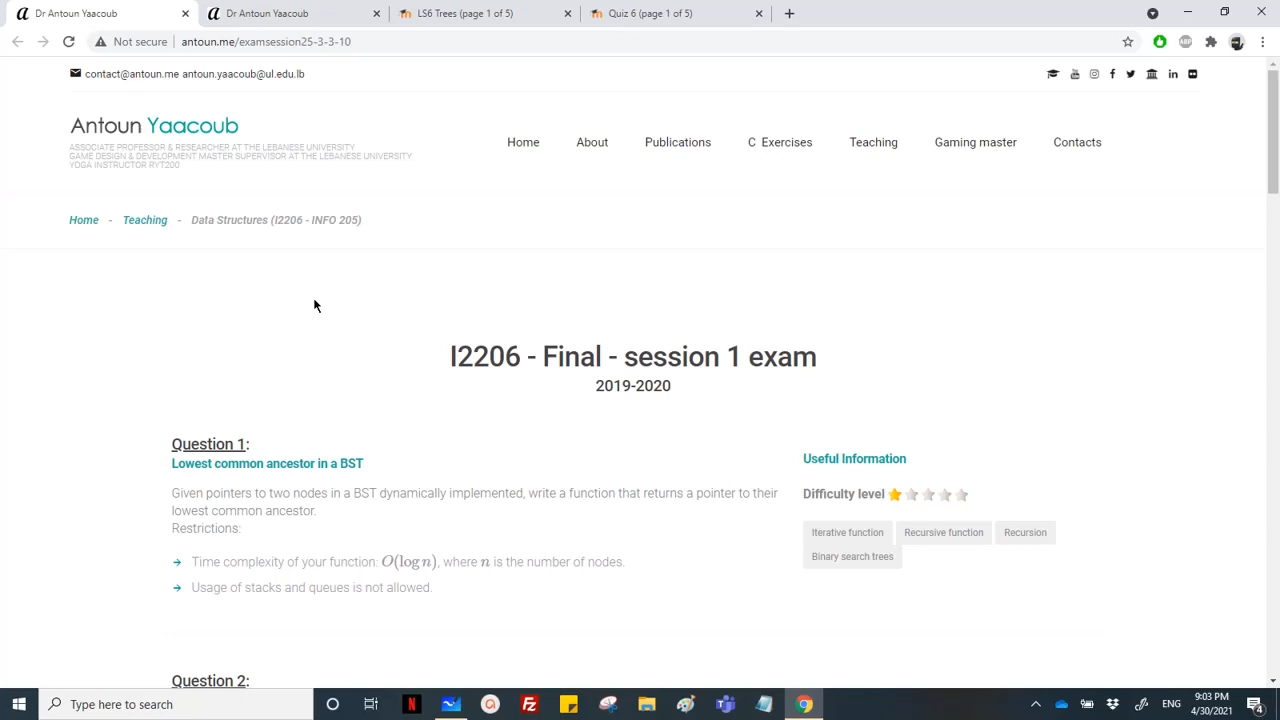 Dr Antoun Yaacoub
Dr Antoun Yaacoub
LS6 Trees (page 1 of 5)
Quiz 6 (page 1 of 5)
Not secure
antoun.me/examsession25-3-3-10
contact@antoun.me antoun.yaacoub@ul.edu.lb
Antoun Yaacoub
ASSOCIATE PROFESSOR & RESEARCHER AT THE LEBANESE UNIVERSITY
GAME DESIGN & DEVELOPMENT MASTER SUPERVISOR AT THE LEBANESE UNIVERSITY
YOGA INSTRUCTOR RYT200
Home About Publications C Exercises Teaching Gaming master Contacts
Home - Teaching - Data Structures (I2206 - INFO 205)
I2206 - Final - session 1 exam
2019-2020
Question 1:
Lowest common ancestor in a BST
Given pointers to two nodes in a BST dynamically implemented, write a function that returns a pointer to their
lowest common ancestor.
Restrictions:
Time complexity of your function: O(log n), where n is the number of nodes.
Usage of stacks and queues is not allowed.
Useful Information
Difficulty level
Iterative function Recursive function Recursion
Binary search trees
Question 2:
Type here to search
ENG
9:03 PM
4/30/2021
4